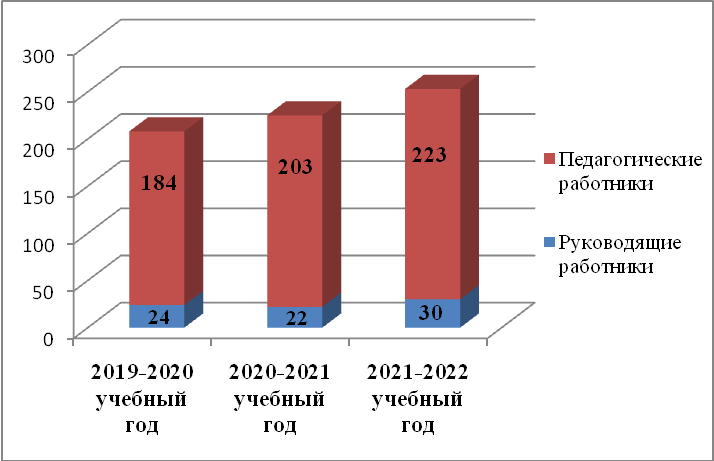 300
250
200
150
100
50
0
184
203
223
24
22
30
2019-2020
учебный
год
2020-2021
учебный
год
2021-2022
учебный
год
Педагогические
работники
Руководящие
работники